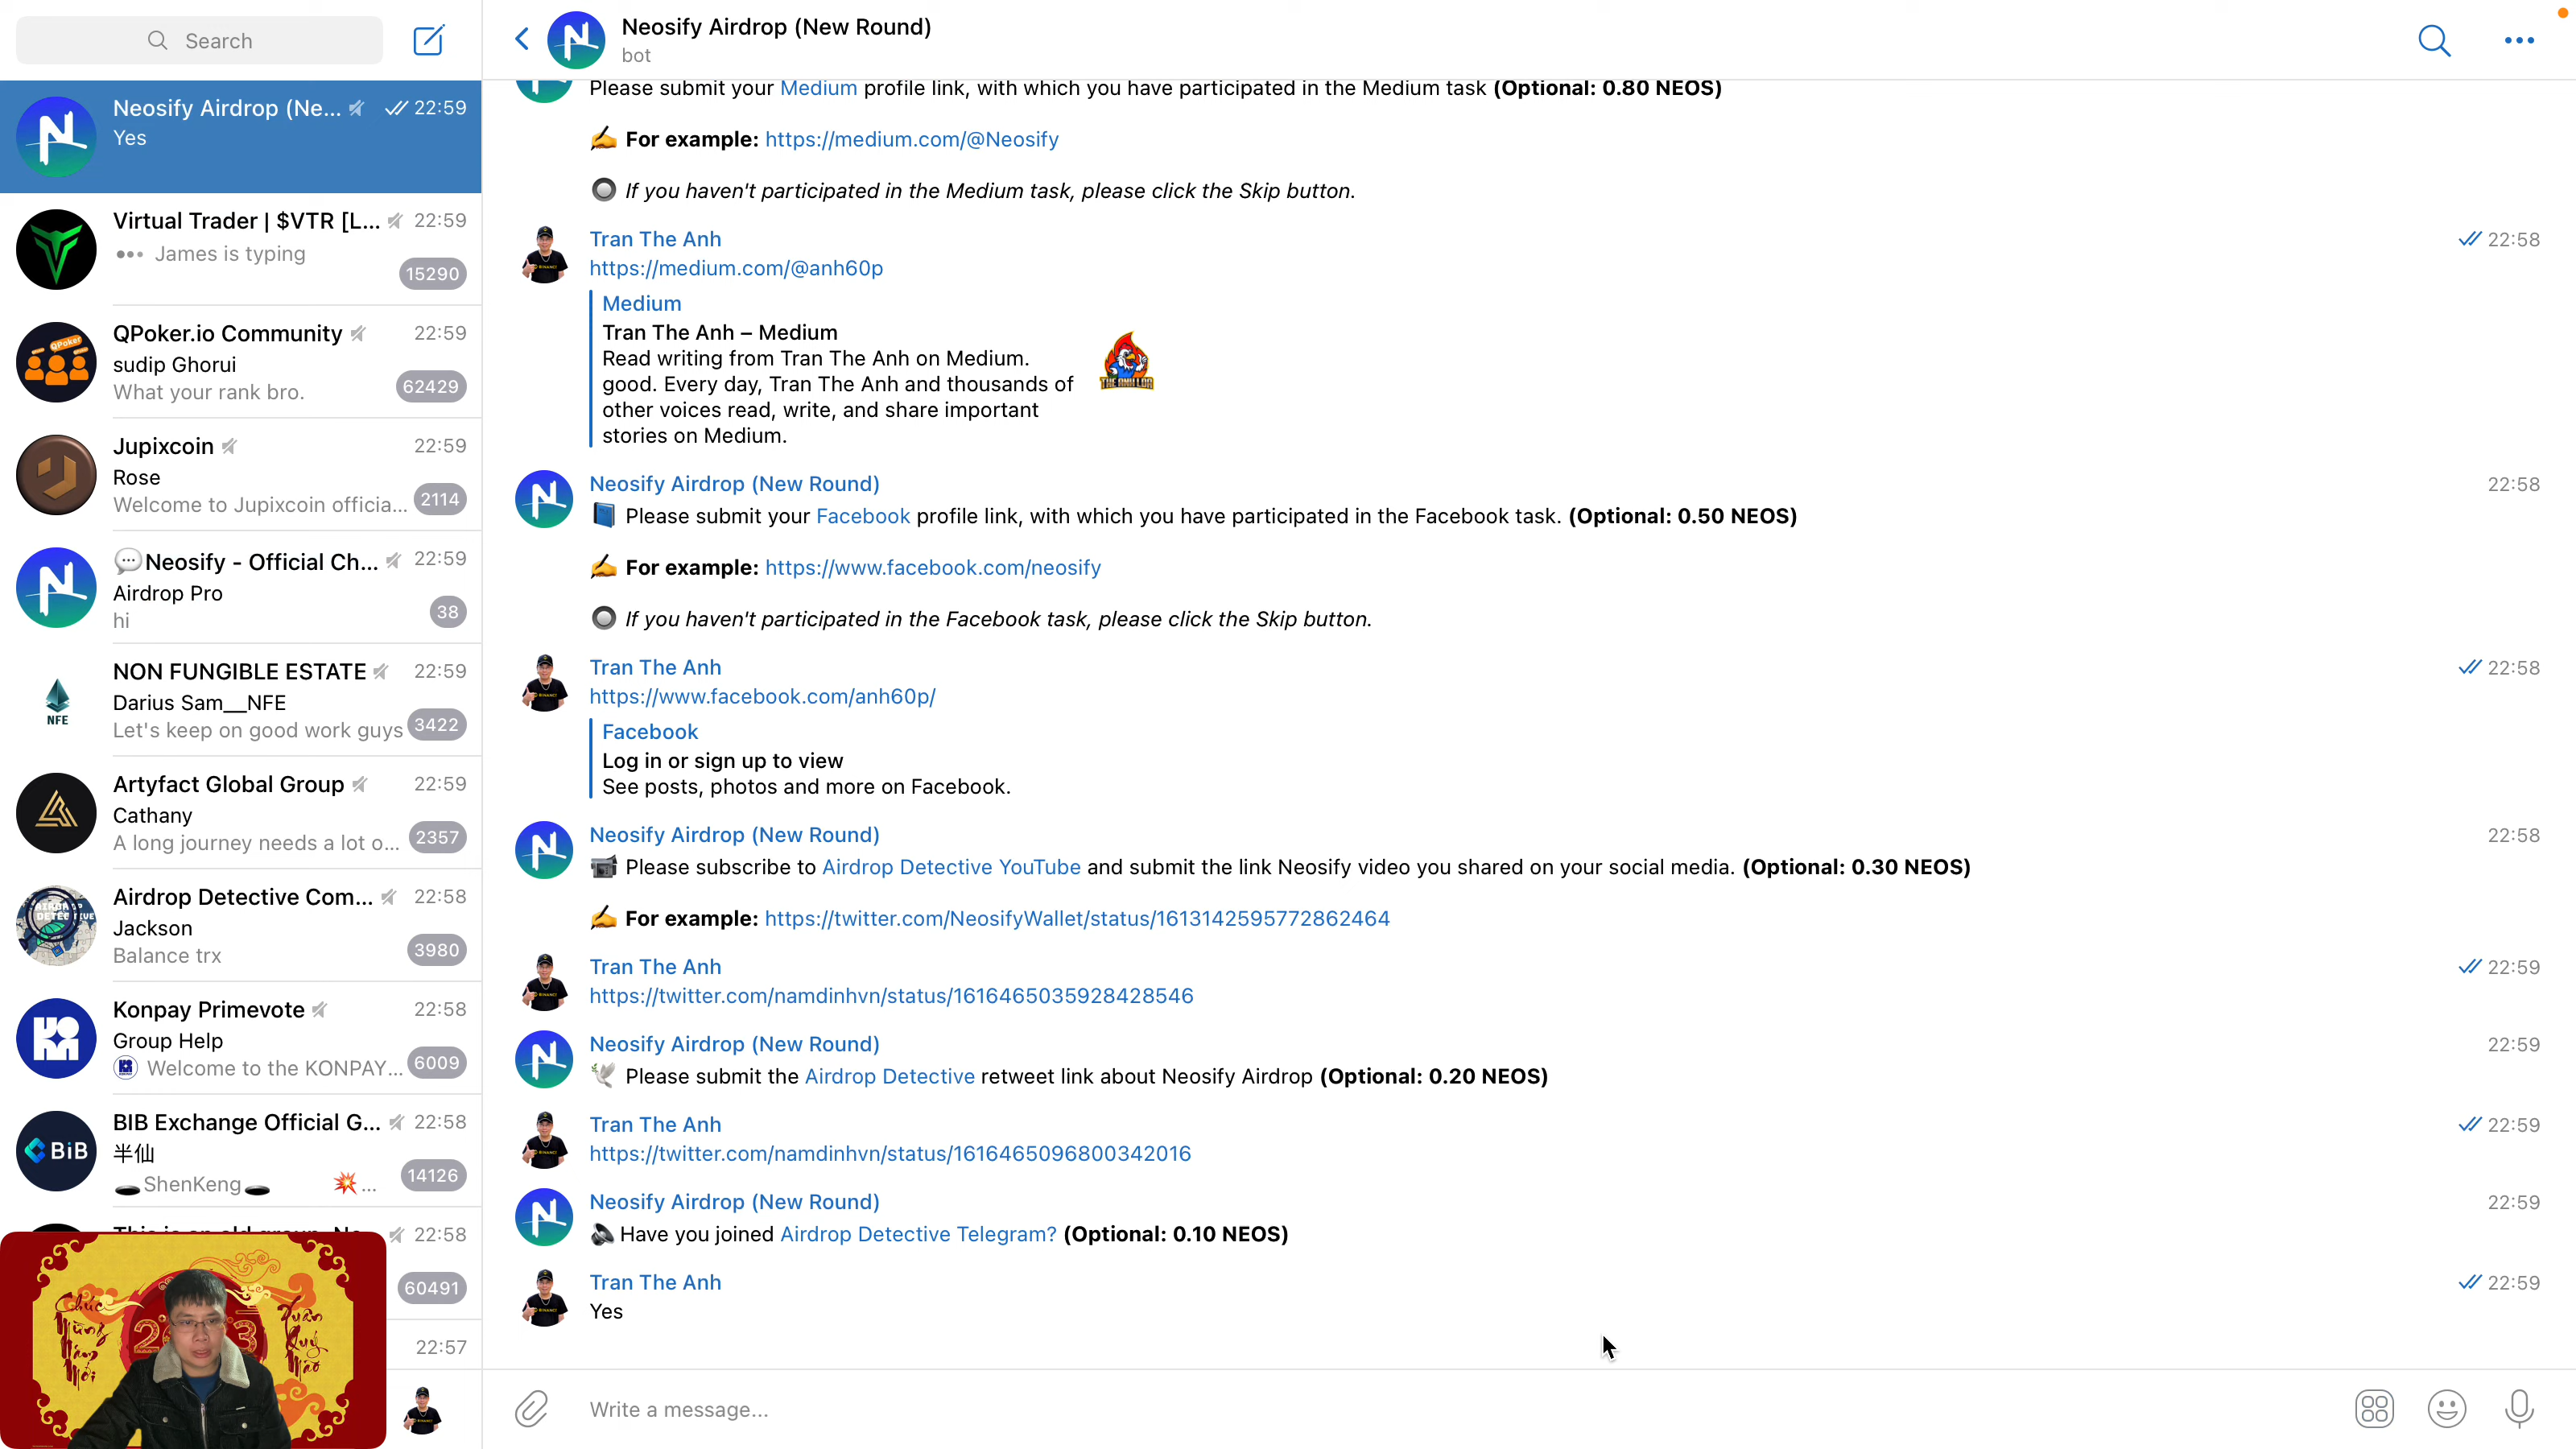 Search
Neosify Airdrop (Ne... 22:59
Yes
Virtual Trader | $VTR [L... 22:59
James is typing
15290
QPoker.io Community 22:59
sudip Ghorui
What your rank bro. 62429
Jupixcoin 22:59
Rose
Welcome to Jupixcoin officia... 2114
Neosify - Official Ch... 22:59
Airdrop Pro
hi 38
NFE
NON FUNGIBLE ESTATE 22:59
Darius Sam__NFE
Let's keep on good work guys 3422
Artyfact Global Group 22:59
Cathany
A long journey needs a lot o... 2357
Airdrop Detective Com... 22:58
Jackson
Balance trx 3980
Konpay Primevote 22:58
Group Help
Welcome to the KONPAY... 6009
BiB
BIB Exchange Official G... 22:58
半仙
ShenKeng ... 14126
22:58
60491
22:57
Chúc Mừng Năm Mới
Xuân Quý Mão
Neosify Airdrop (New Round)
bot
Please submit your Medium profile link, with which you have participated in the Medium task (Optional: 0.80 NEOS)
✍ For example: https://medium.com/@Neosify
If you haven't participated in the Medium task, please click the Skip button.
Tran The Anh 22:58
https://medium.com/@anh60p
Medium
Tran The Anh – Medium
Read writing from Tran The Anh on Medium.
good. Every day, Tran The Anh and thousands of
other voices read, write, and share important
stories on Medium.
Neosify Airdrop (New Round) 22:58
📘 Please submit your Facebook profile link, with which you have participated in the Facebook task. (Optional: 0.50 NEOS)
✍ For example: https://www.facebook.com/neosify
If you haven't participated in the Facebook task, please click the Skip button.
Tran The Anh 22:58
https://www.facebook.com/anh60p/
Facebook
Log in or sign up to view
See posts, photos and more on Facebook.
Neosify Airdrop (New Round) 22:58
Please subscribe to Airdrop Detective YouTube and submit the link Neosify video you shared on your social media. (Optional: 0.30 NEOS)
✍ For example: https://twitter.com/NeosifyWallet/status/1613142595772862464
Tran The Anh 22:59
https://twitter.com/namdinhvn/status/1616465035928428546
Neosify Airdrop (New Round) 22:59
Please submit the Airdrop Detective retweet link about Neosify Airdrop (Optional: 0.20 NEOS)
Tran The Anh 22:59
https://twitter.com/namdinhvn/status/1616465096800342016
Neosify Airdrop (New Round) 22:59
Have you joined Airdrop Detective Telegram? (Optional: 0.10 NEOS)
Tran The Anh 22:59
Yes
Write a message...